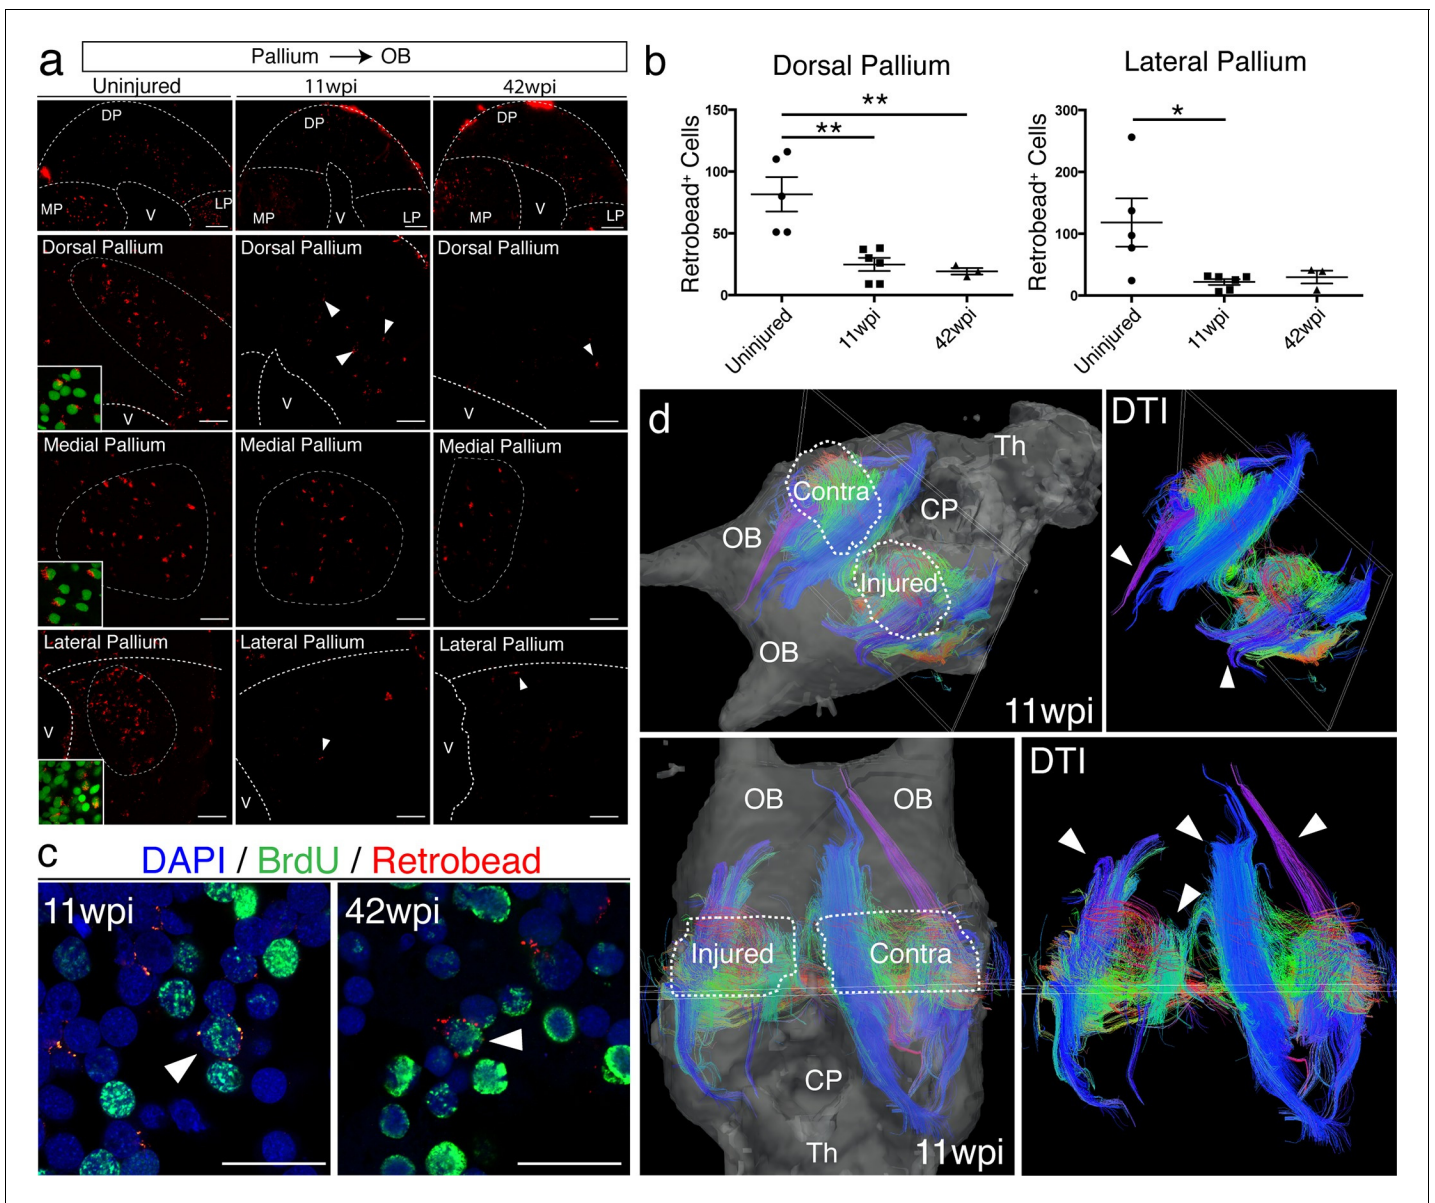 a
Pallium → OB
Uninjured 11wpi 42wpi
DP DP DP
MP V LP MP V LP MP V LP
Dorsal Pallium Dorsal Pallium Dorsal Pallium
V V V
Medial Pallium Medial Pallium Medial Pallium
Lateral Pallium Lateral Pallium Lateral Pallium
V V V
b
Dorsal Pallium
Retrobead+ Cells
150
100
50
0
**
**
Uninjured 11wpi 42wpi
Lateral Pallium
Retrobead+ Cells
300
200
100
0
*
Uninjured 11wpi 42wpi
c
DAPI / BrdU / Retrobead
11wpi 42wpi
d
Th
Contra
CP
OB
Injured
OB
11wpi
DTI
OB OB
Injured Contra
CP
Th
11wpi
DTI